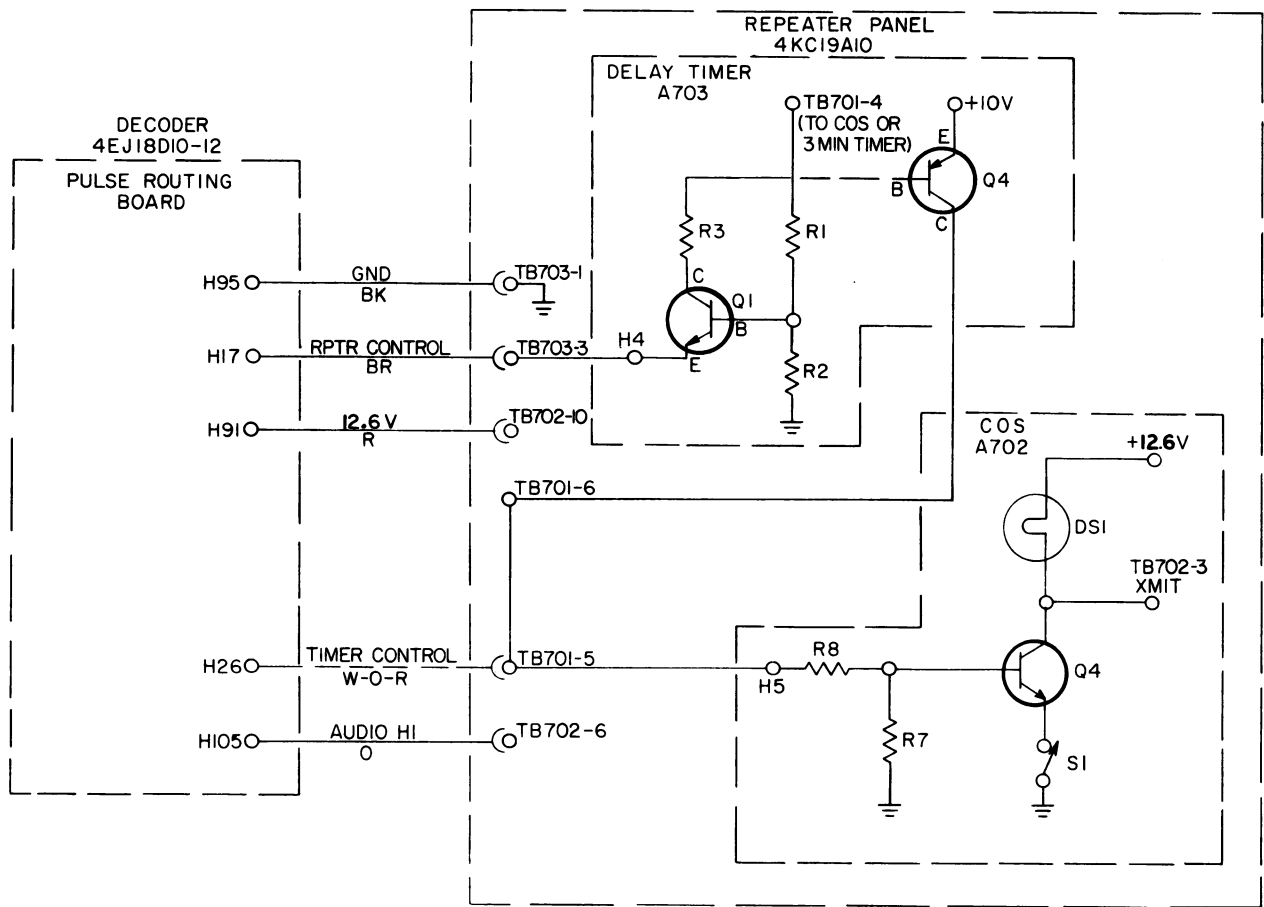 REPEATER PANEL
4KC19A10
DELAY TIMER
A703
TB701-4
(TO COS OR
3 MIN TIMER)
+10V
E
B
Q4
C
R3
R1
C
Q1
B
E
H4
R2
DECODER
4EJ18D10-12
PULSE ROUTING
BOARD
H95
GND
BK
TB703-1
H17
RPTR CONTROL
BR
TB703-3
H91
12.6V
R
TB702-10
TB701-6
H26
TIMER CONTROL
W-O-R
TB701-5
H105
AUDIO HI
O
TB702-6
COS
A702
+12.6V
DS1
TB702-3
XMIT
H5
R8
Q4
R7
S1